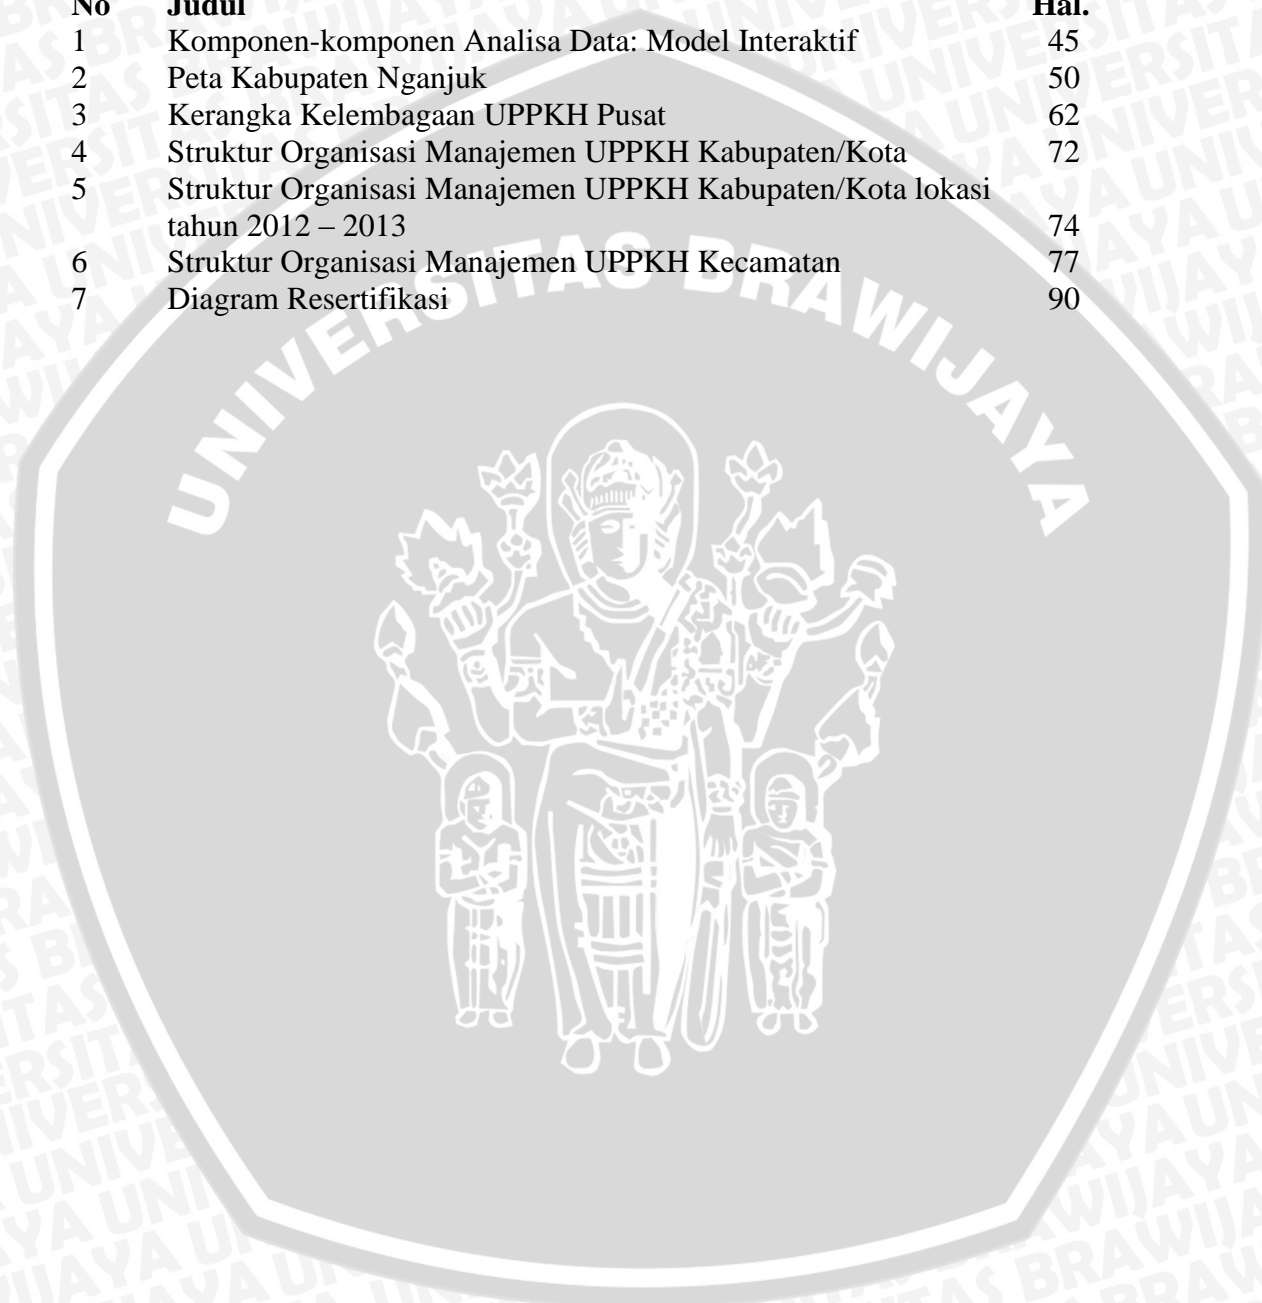 No Judul Hal.
1 Komponen-komponen Analisa Data: Model Interaktif 45
2 Peta Kabupaten Nganjuk 50
3 Kerangka Kelembagaan UPPKH Pusat 62
4 Struktur Organisasi Manajemen UPPKH Kabupaten/Kota 72
5 Struktur Organisasi Manajemen UPPKH Kabupaten/Kota lokasi
tahun 2012 – 2013 74
6 Struktur Organisasi Manajemen UPPKH Kecamatan 77
7 Diagram Resertifikasi 90
UNIVERSITAS BRAWIJAYA